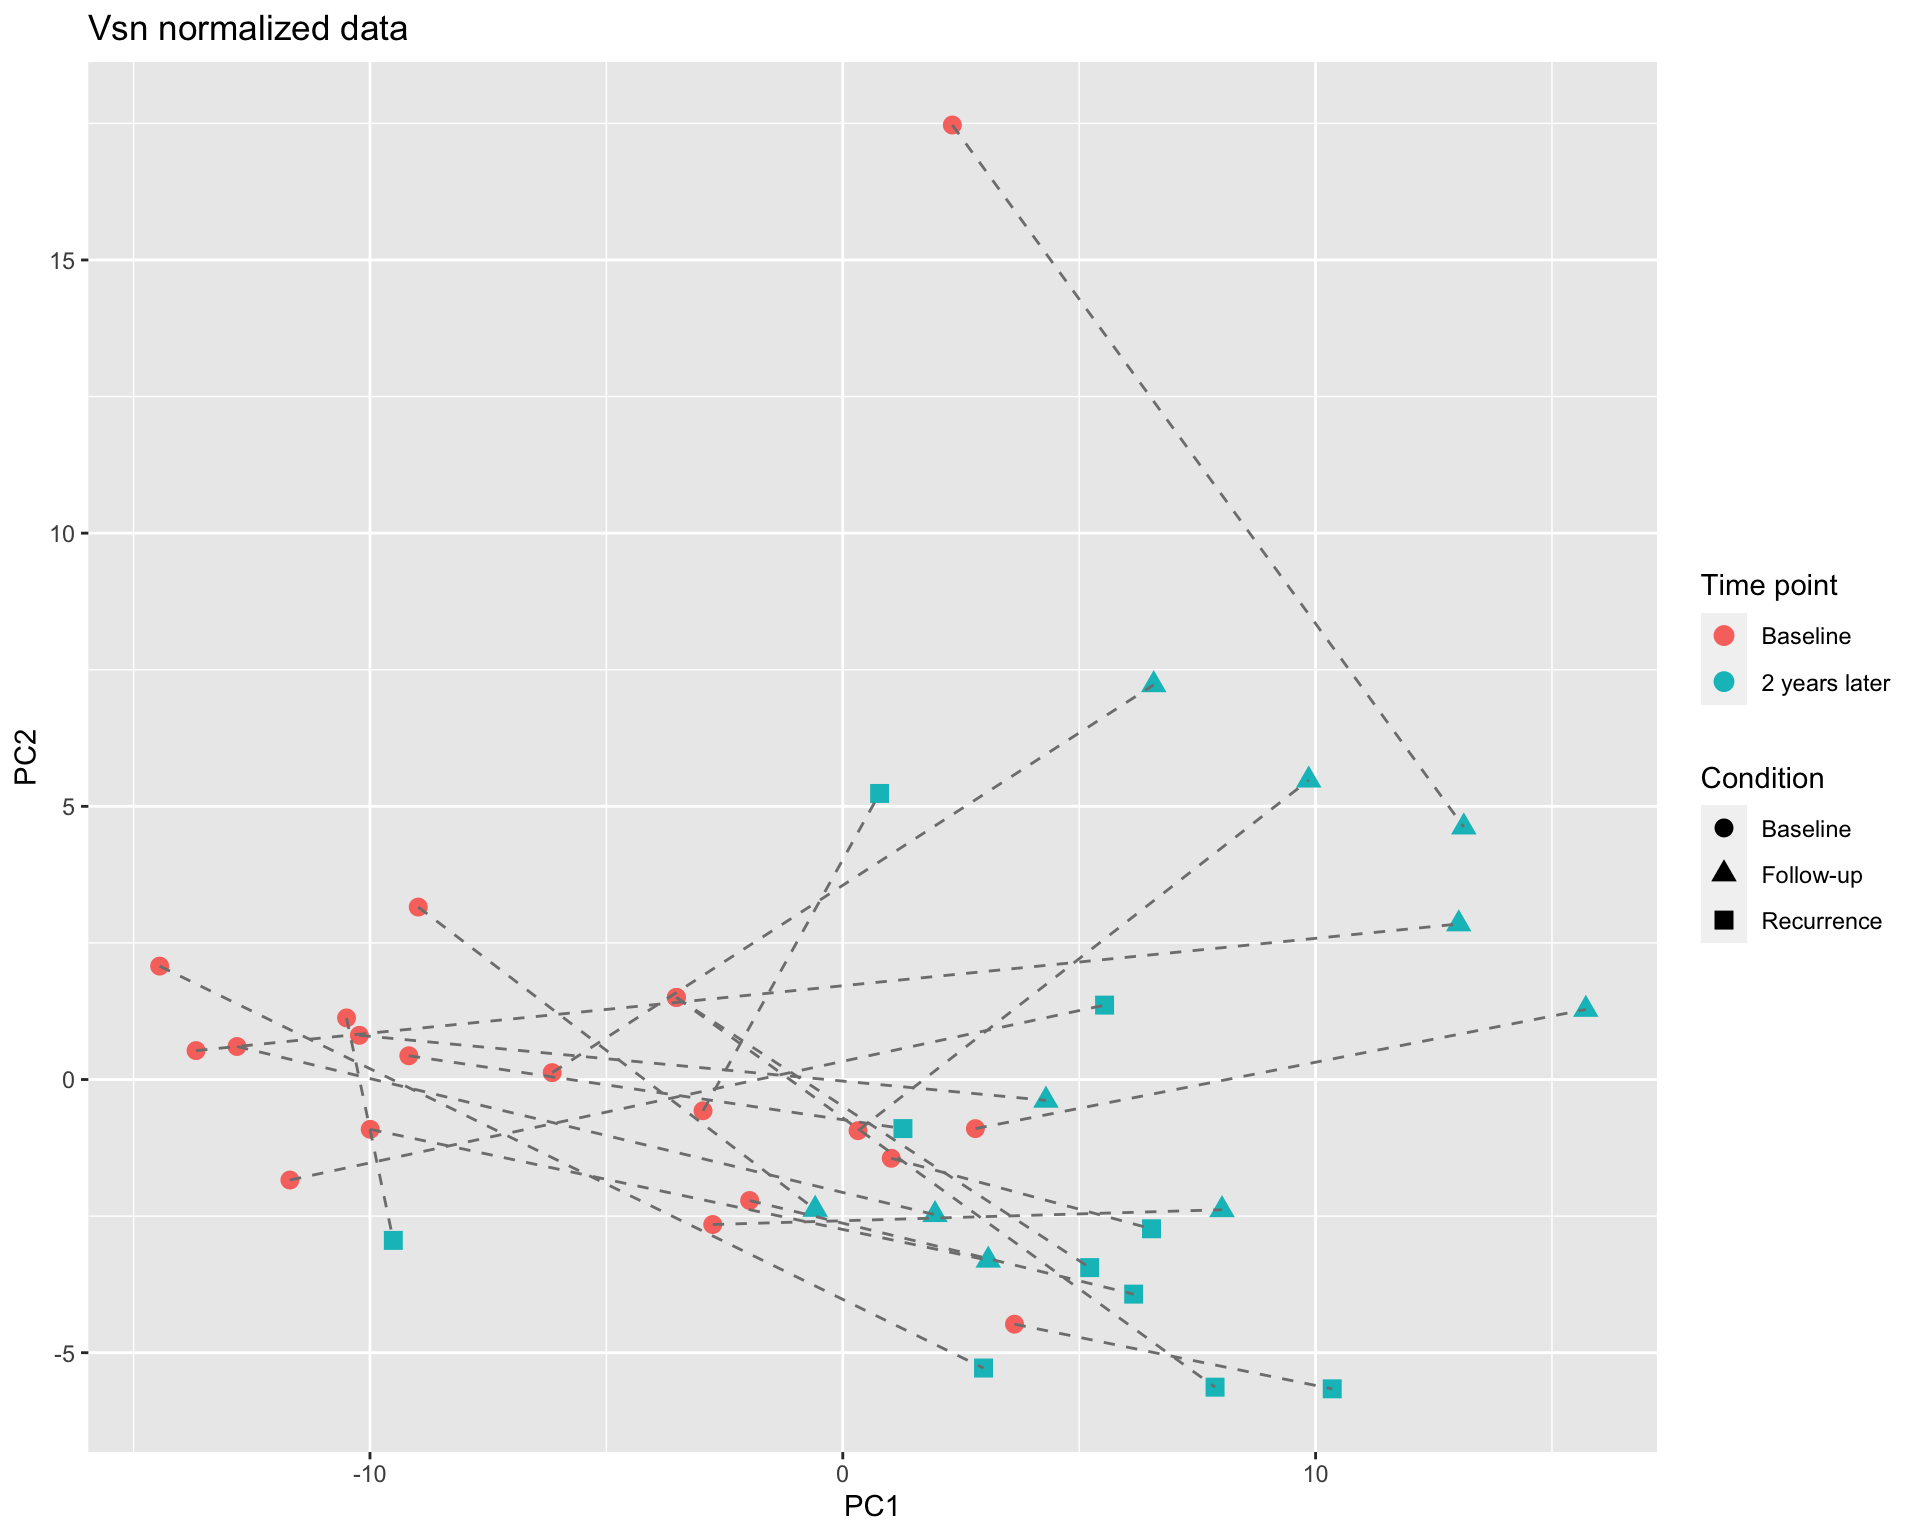 Vsn normalized data
15
10
5
0
-5
PC2
-10
0
10
PC1
Time point
Baseline
2 years later
Condition
Baseline
Follow-up
Recurrence